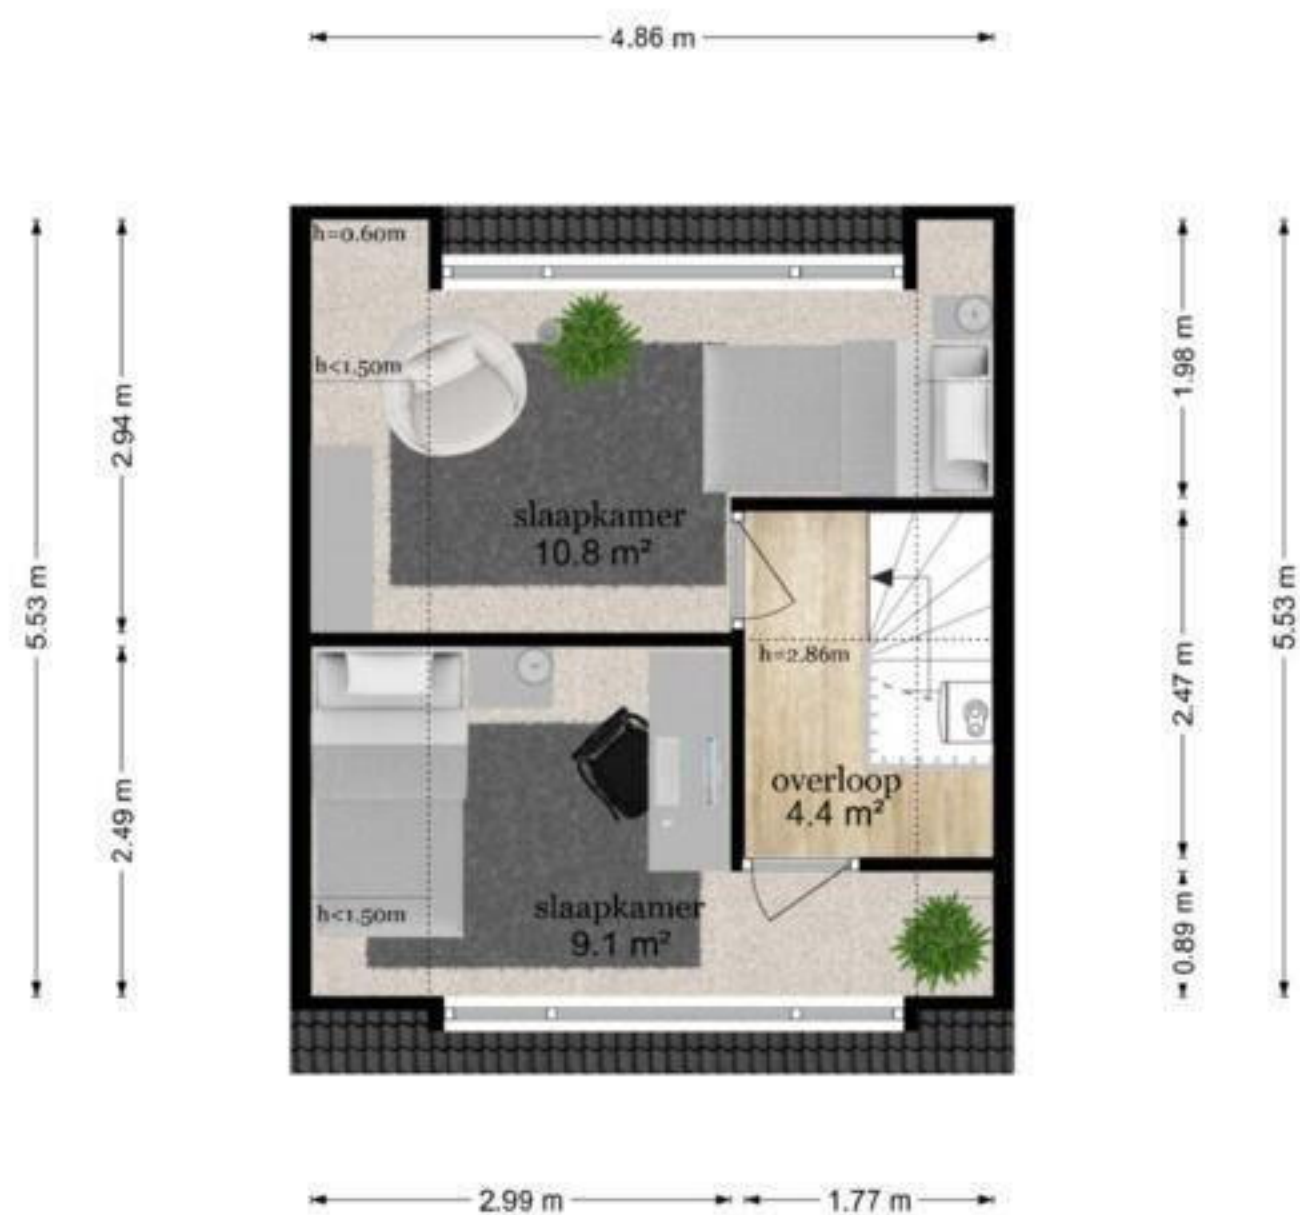 4.86 m
h=0.60m
h<1.50m
1.98 m
2.94 m
slaapkamer
10.8 m²
5.53 m
5.53 m
h=2.86m
2.47 m
overloop
4.4 m²
2.49 m
h<1.50m
slaapkamer
9.1 m²
0.89 m
2.99 m
1.77 m